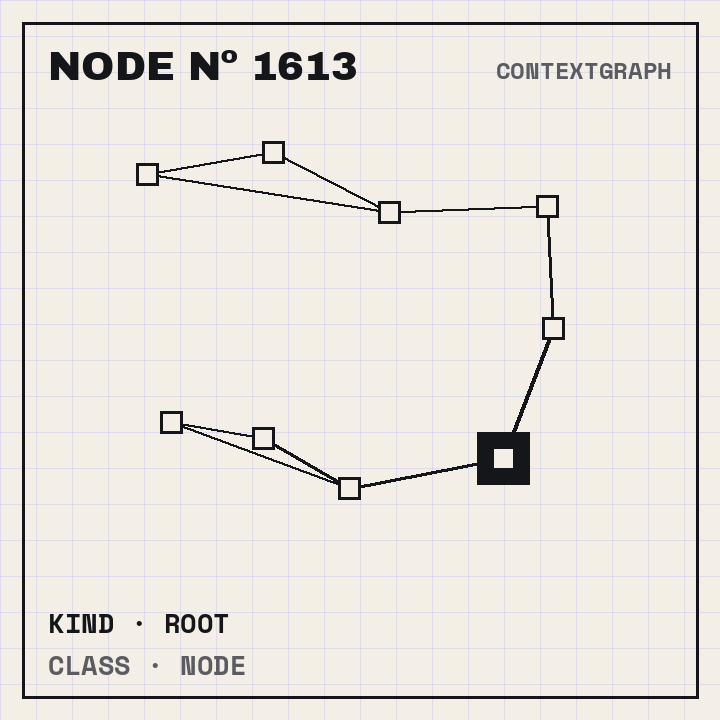 NODE Nº 1613
CONTEXTGRAPH
KIND · ROOT
CLASS · NODE